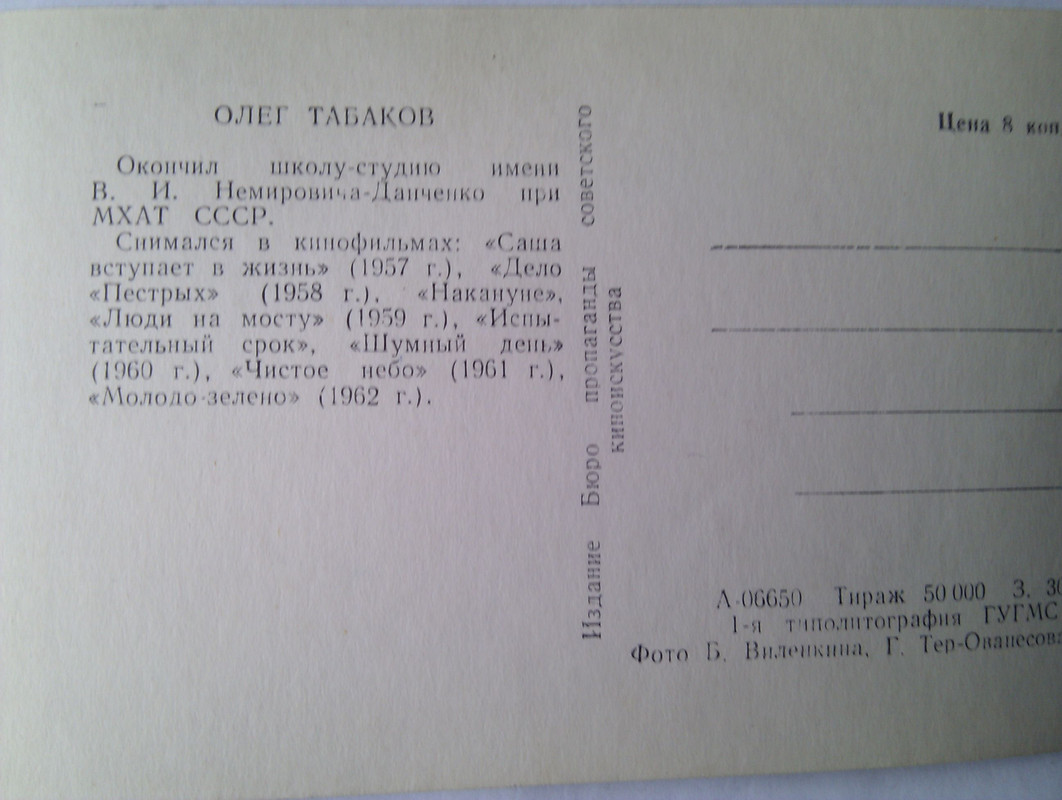 ОЛЕГ ТАБАКОВ
Окончил школу-студию имени
В. И. Немировича-Данченко при
МХАТ СССР.
Снимался в кинофильмах: «Саша
вступает в жизнь» (1957 г.), «Дело
«Пестрых» (1958 г.). «Накануне»,
«Люди на мосту» (1959 г.), «Испы-
тательный срок», «Шумный день»
(1960 г.), «Чистое небо» (1961 г.),
«Молодо-зелено» (1962 г.).
Издание Бюро пропаганды советского
киноискусства
Цена 8 коп
А-06650 Тираж 50 000 З. 30
1-я типолитография ГУГМС
Фото Б. Виленкина, Г. Тер-Ованесова